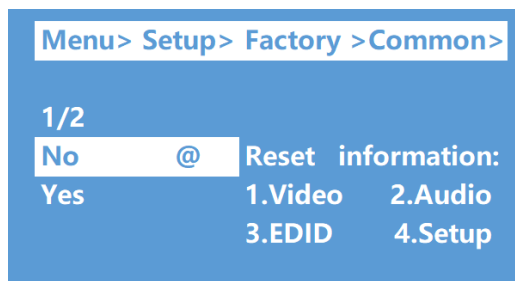 Menu> Setup> Factory >Common>
1/2
No @ Reset information:
Yes 1.Video 2.Audio
3.EDID 4.Setup